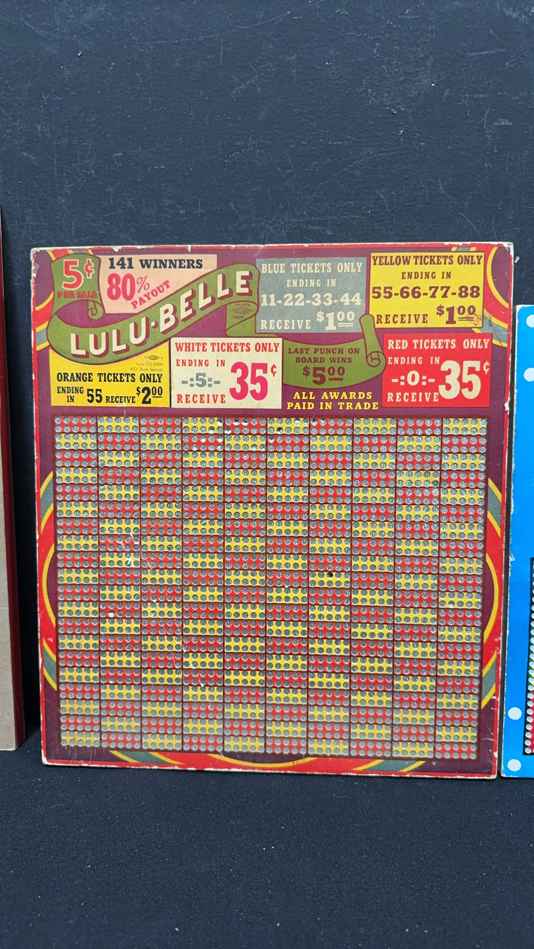 5¢
PER SALE
141 WINNERS
80%
PAYOUT
LULU-BELLE
BLUE TICKETS ONLY
ENDING IN
11-22-33-44
RECEIVE $1.00
YELLOW TICKETS ONLY
ENDING IN
55-66-77-88
RECEIVE $1.00
ORANGE TICKETS ONLY
ENDING IN 55 RECEIVE $2.00
WHITE TICKETS ONLY
ENDING IN
-:5:-
RECEIVE
35¢
LAST PUNCH ON
BOARD WINS
$5.00
ALL AWARDS
PAID IN TRADE
RED TICKETS ONLY
ENDING IN
-:0:-
RECEIVE
35¢